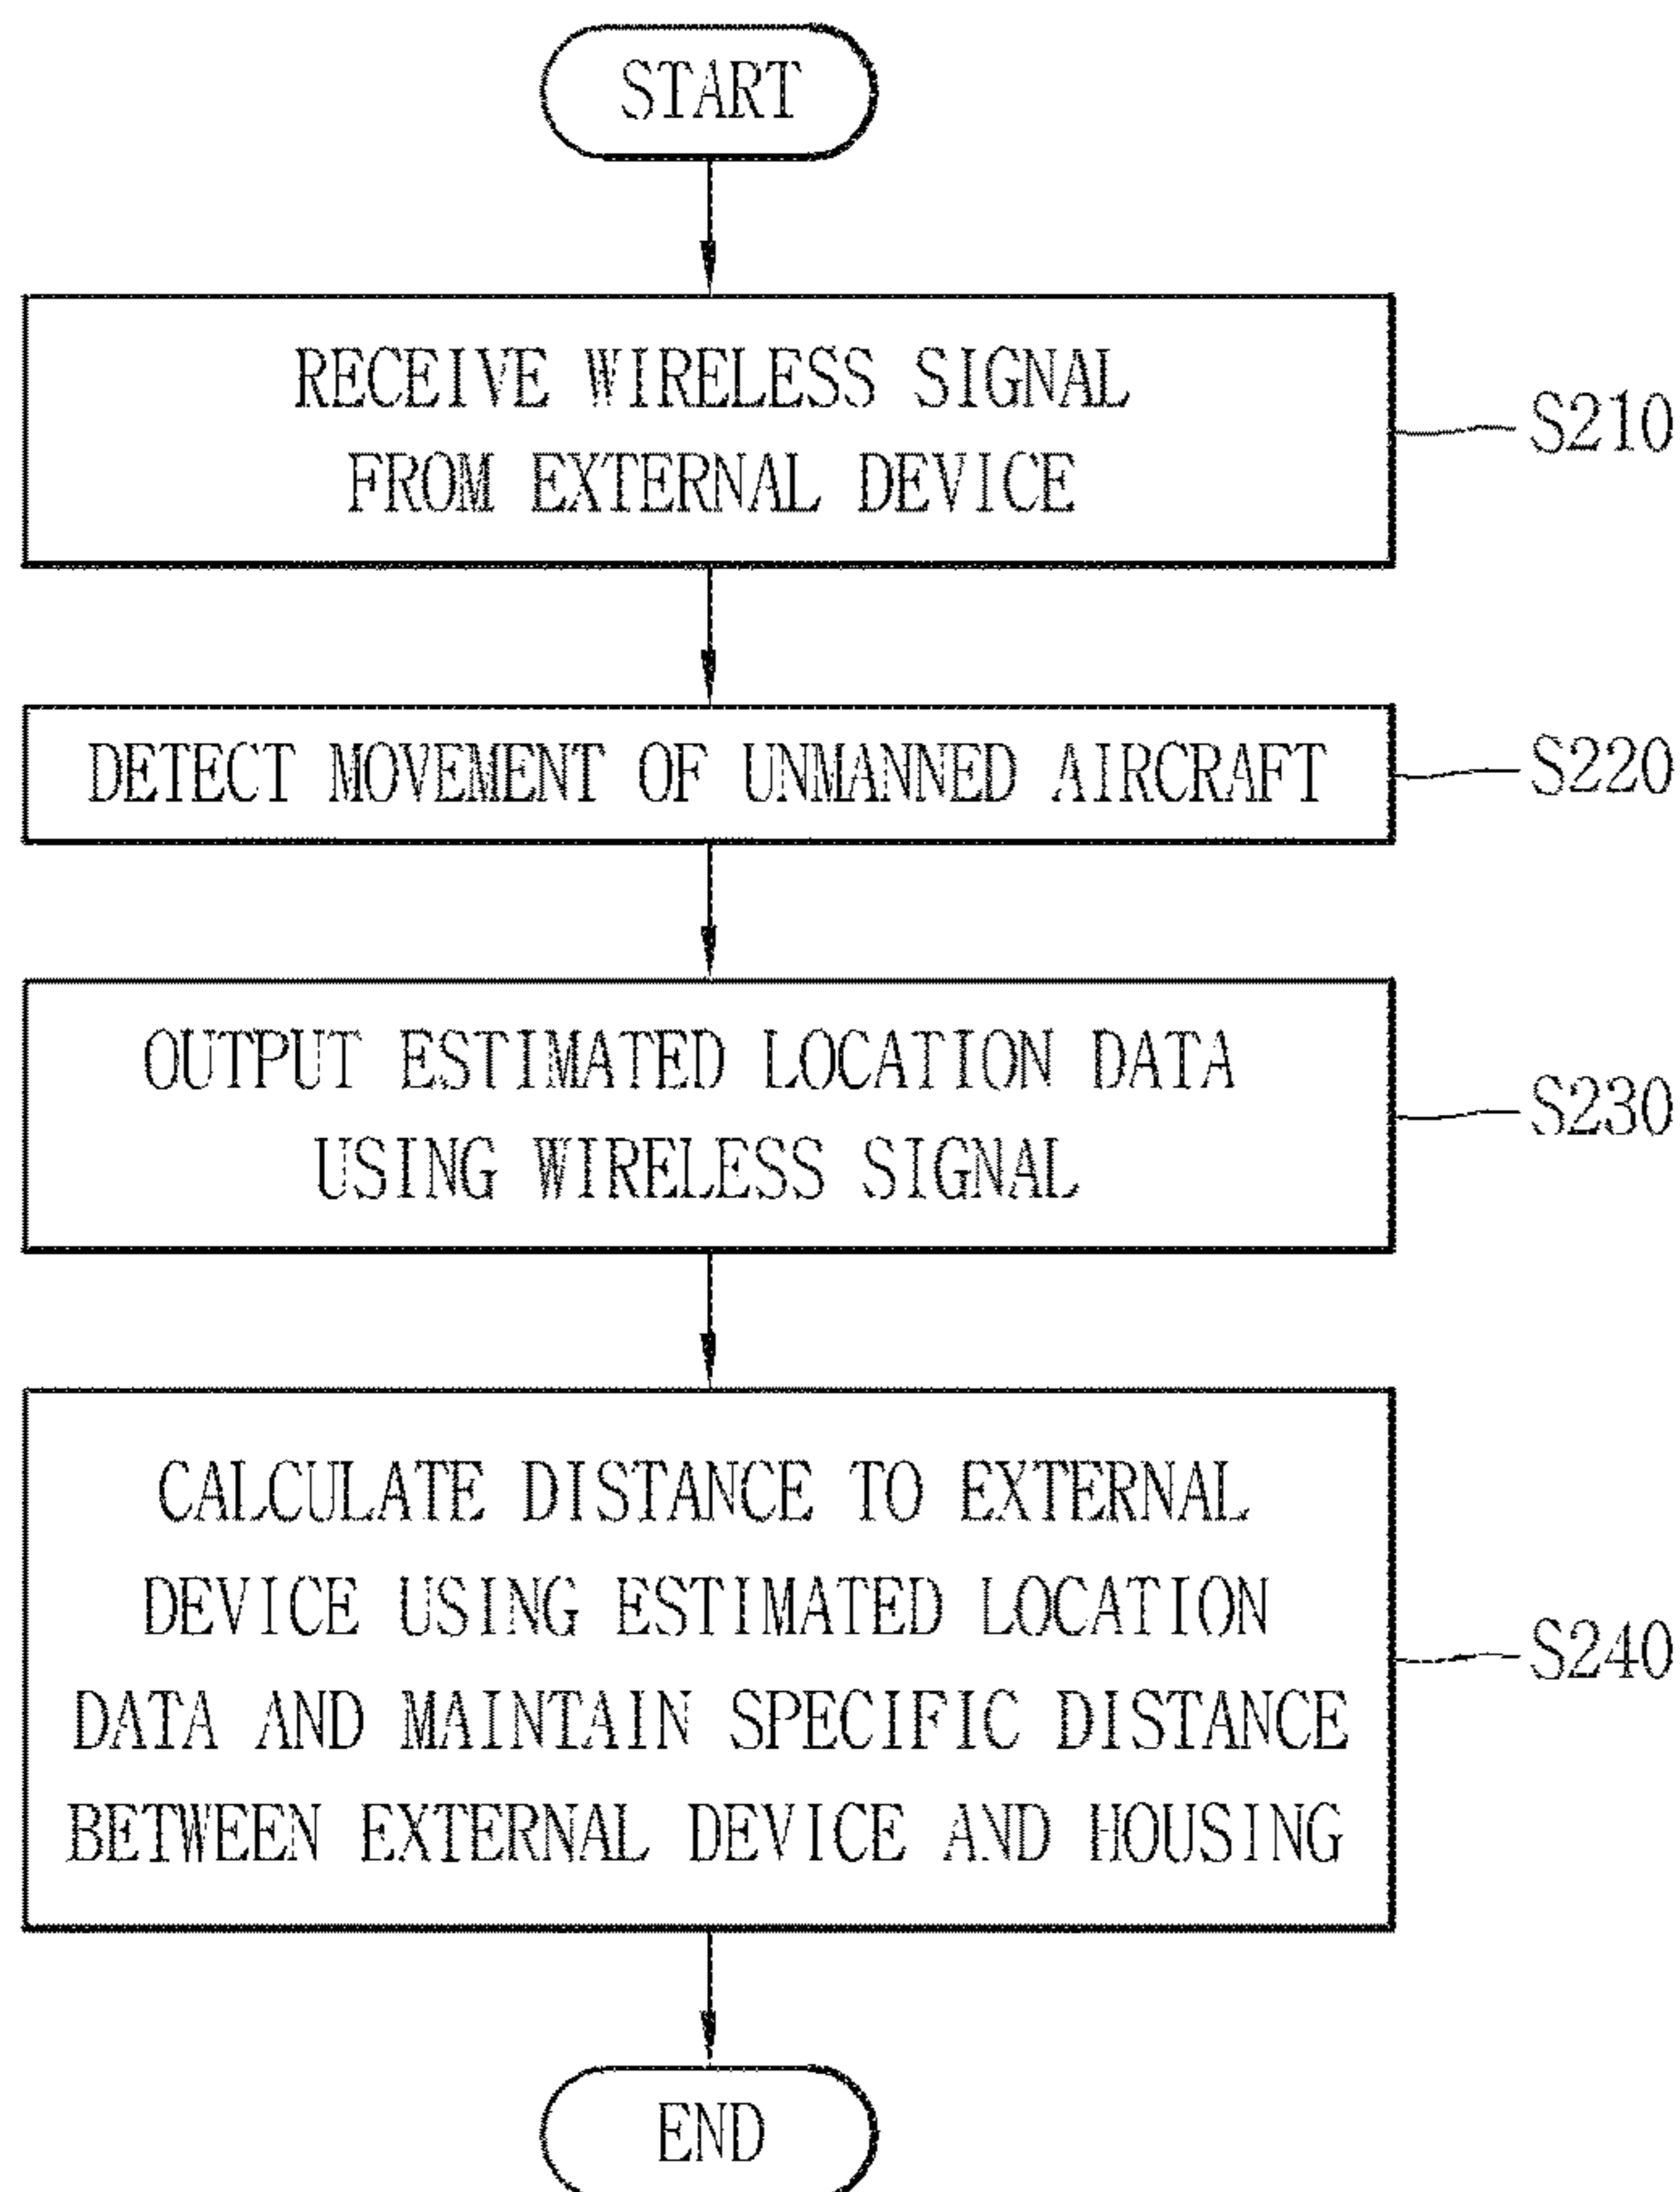 START
RECEIVE WIRELESS SIGNAL
FROM EXTERNAL DEVICE
S210
DETECT MOVEMENT OF UNMANNED AIRCRAFT
S220
OUTPUT ESTIMATED LOCATION DATA
USING WIRELESS SIGNAL
S230
CALCULATE DISTANCE TO EXTERNAL
DEVICE USING ESTIMATED LOCATION
DATA AND MAINTAIN SPECIFIC DISTANCE
BETWEEN EXTERNAL DEVICE AND HOUSING
S240
END